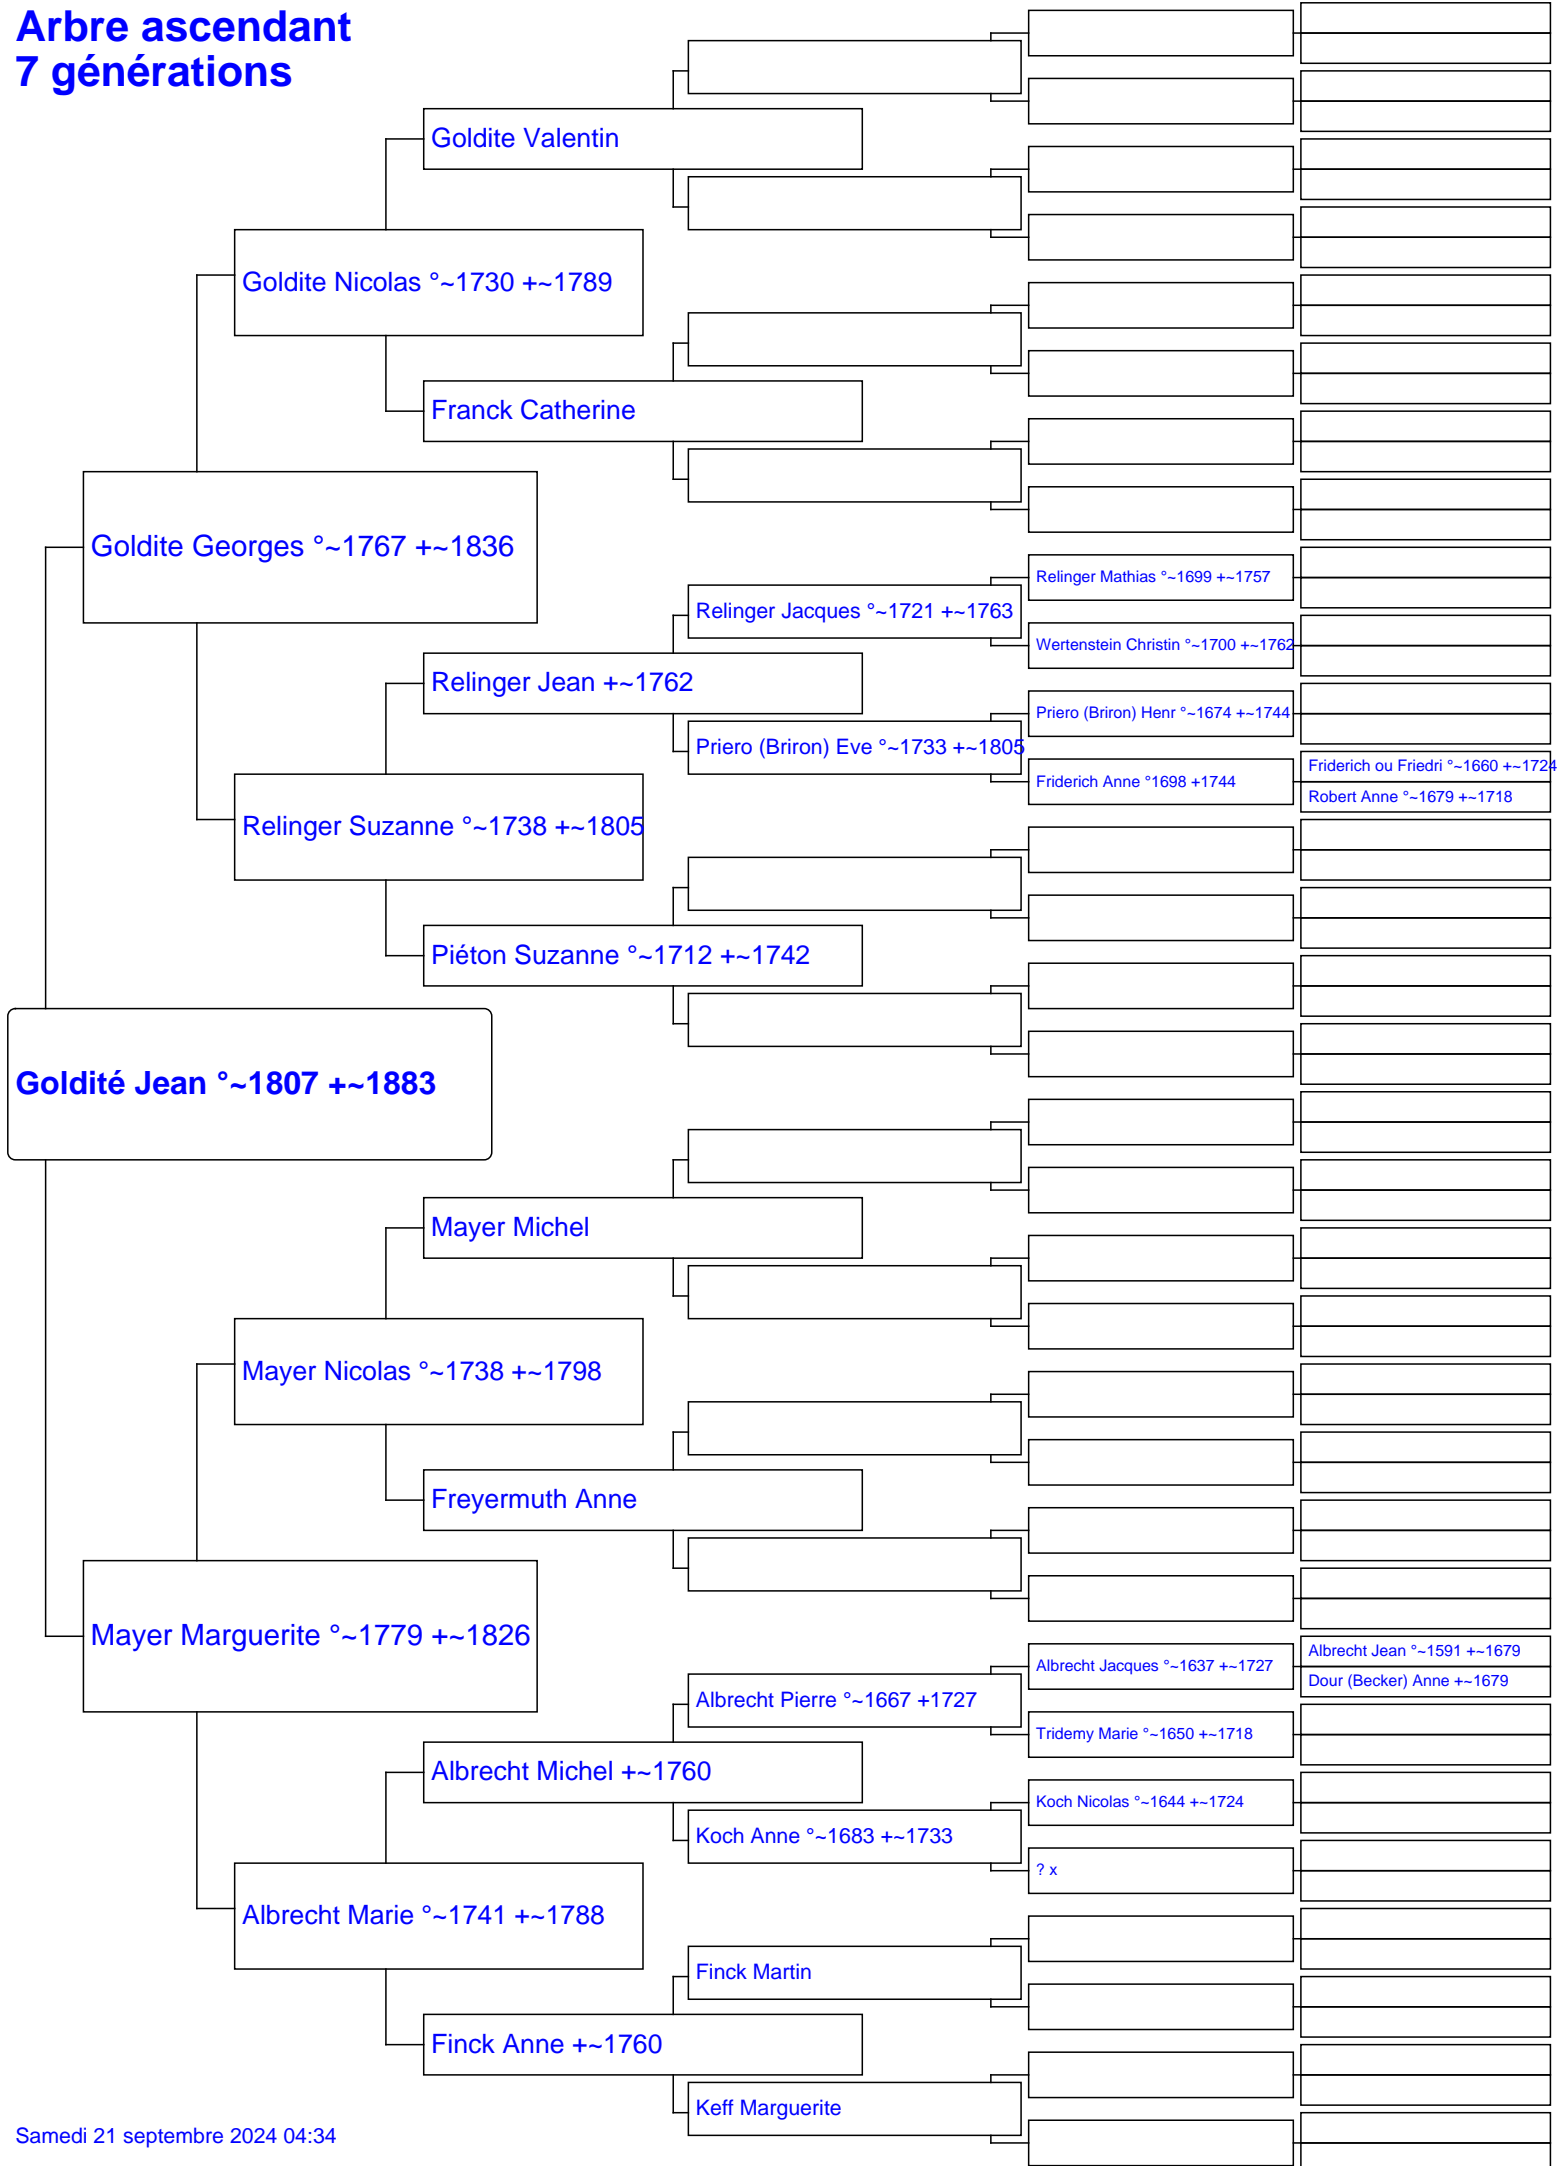 Arbre ascendant
7 générations
Goldite Valentin
Goldite Nicolas °~1730 +~1789
Franck Catherine
Goldite Georges °~1767 +~1836
Relinger Mathias °~1699 +~1757
Relinger Jacques °~1721 +~1763
Wertenstein Christin °~1700 +~1762
Relinger Jean +~1762
Priero (Briron) Henr °~1674 +~1744
Priero (Briron) Eve °~1733 +~1805
Friderich ou Friedri °~1660 +~1724
Friderich Anne °1698 +1744
Robert Anne °~1679 +~1718
Relinger Suzanne °~1738 +~1805
Piéton Suzanne °~1712 +~1742
Goldité Jean °~1807 +~1883
Mayer Michel
Mayer Nicolas °~1738 +~1798
Freyermuth Anne
Mayer Marguerite °~1779 +~1826
Albrecht Jean °~1591 +~1679
Albrecht Jacques °~1637 +~1727
Dour (Becker) Anne +~1679
Albrecht Pierre °~1667 +1727
Tridemy Marie °~1650 +~1718
Albrecht Michel +~1760
Koch Nicolas °~1644 +~1724
Koch Anne °~1683 +~1733
? x
Albrecht Marie °~1741 +~1788
Finck Martin
Finck Anne +~1760
Keff Marguerite
Samedi 21 septembre 2024 04:34